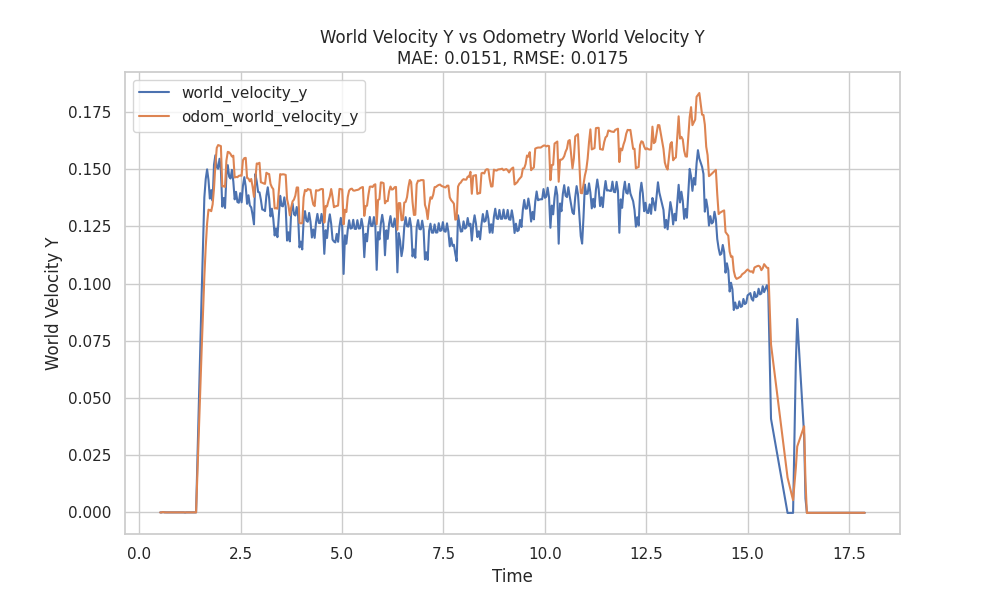 World Velocity Y vs Odometry World Velocity Y
MAE: 0.0151, RMSE: 0.0175
world_velocity_y
odom_world_velocity_y
World Velocity Y
0.175
0.150
0.125
0.100
0.075
0.050
0.025
0.000
0.0 2.5 5.0 7.5 10.0 12.5 15.0 17.5
Time